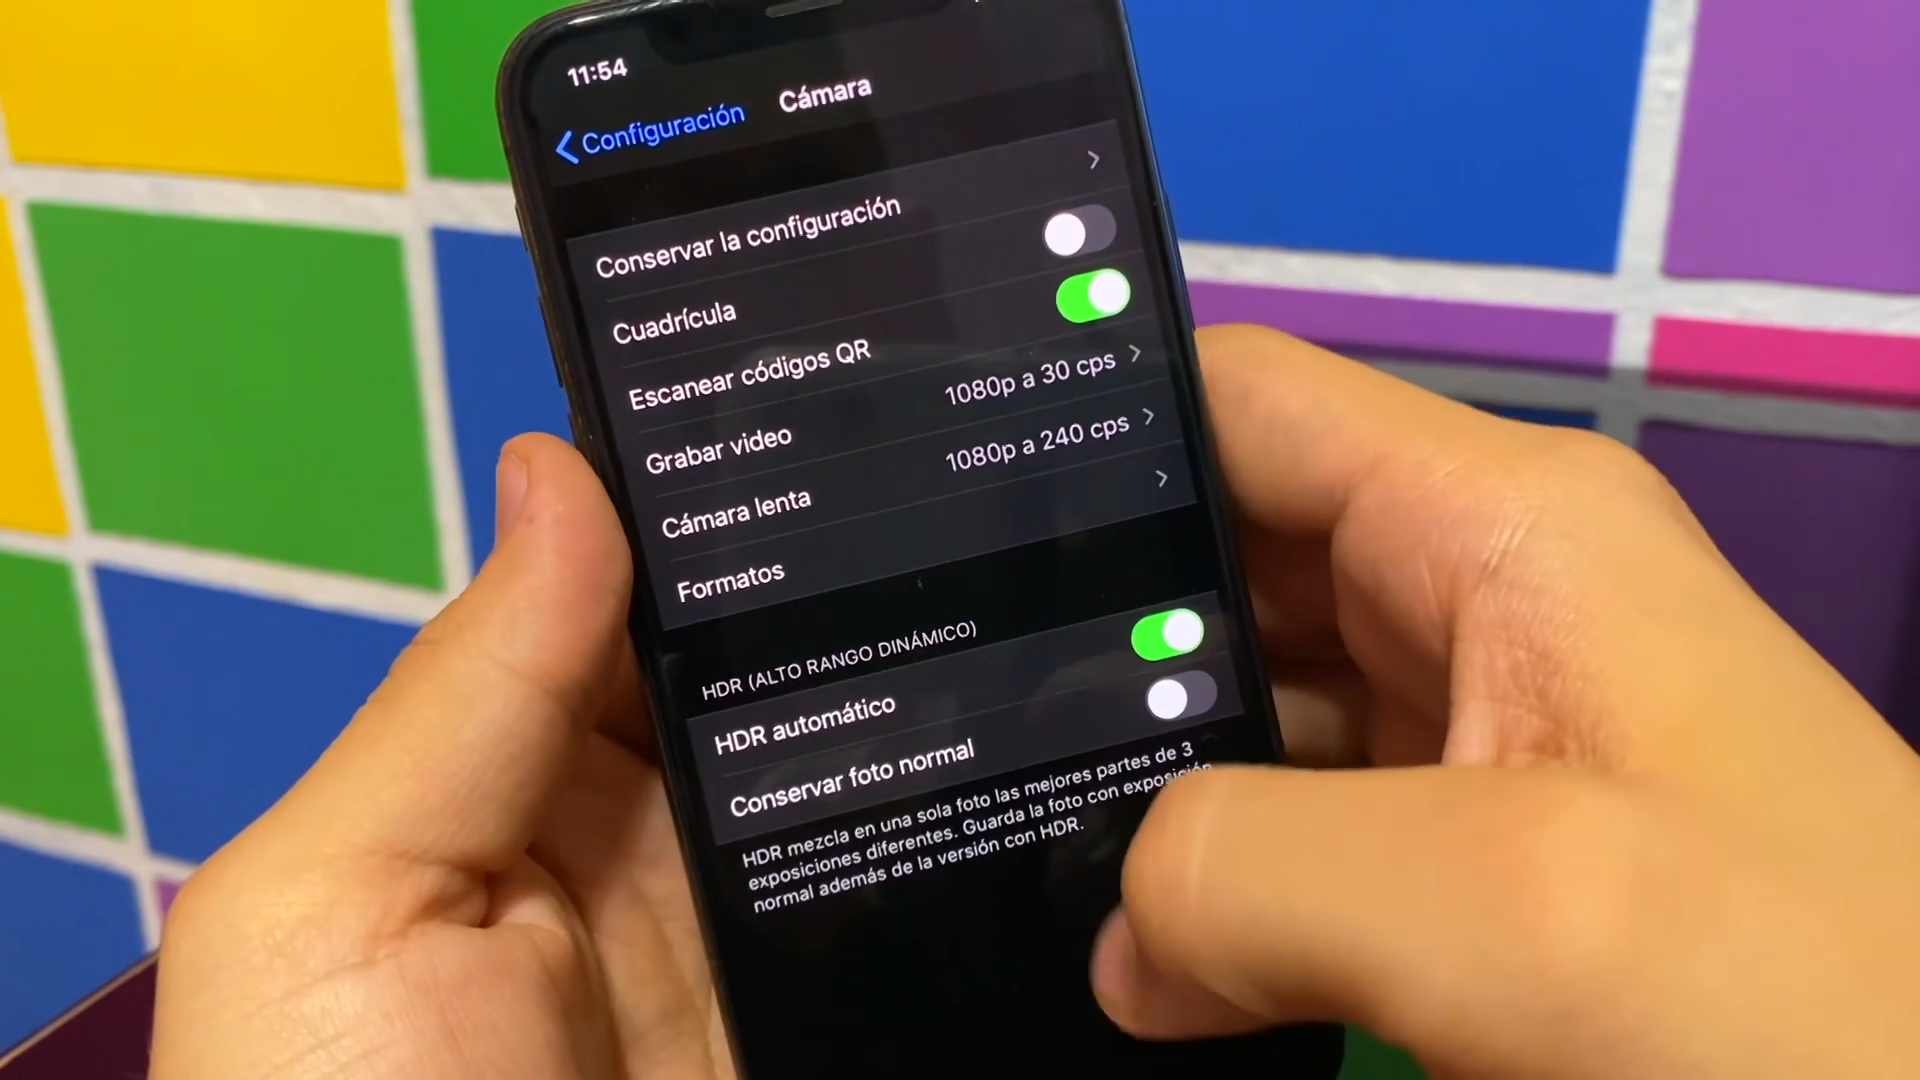 11:54
Configuración
Cámara
Conservar la configuración
Cuadrícula
Escanear códigos QR
Grabar video
1080p a 30 cps
Cámara lenta
1080p a 240 cps
Formatos
HDR (ALTO RANGO DINÁMICO)
HDR automático
Conservar foto normal
HDR mezcla en una sola foto las mejores partes de 3
exposiciones diferentes. Guarda la foto con exposición
normal además de la versión con HDR.